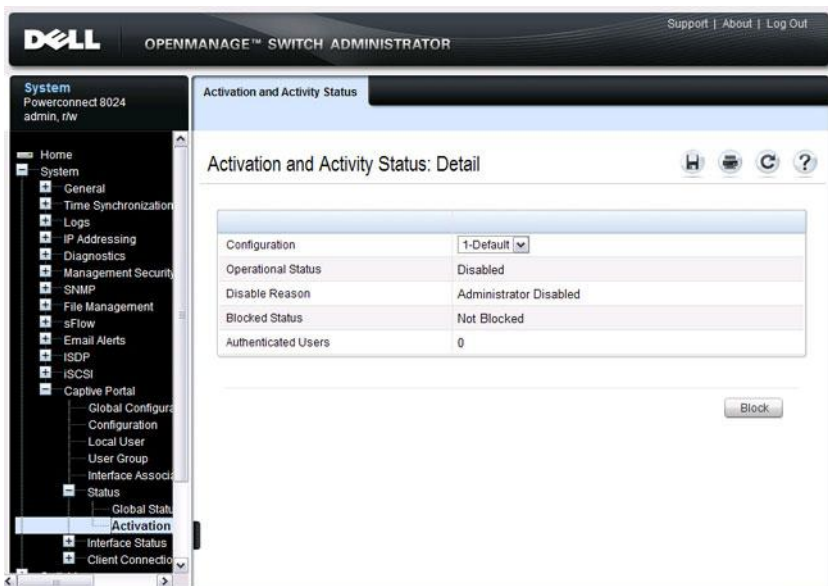 Support | About | Log Out
DELL OPENMANAGE™ SWITCH ADMINISTRATOR
System
Powerconnect 8024
admin, r/w
Activation and Activity Status
Home
System
General
Time Synchronization
Logs
IP Addressing
Diagnostics
Management Security
SNMP
File Management
sFlow
Email Alerts
ISDP
iSCSI
Captive Portal
Global Configura
Configuration
Local User
User Group
Interface Associa
Status
Global Statu
Activation
Interface Status
Client Connectio
Activation and Activity Status: Detail
?
Configuration 1-Default
Operational Status Disabled
Disable Reason Administrator Disabled
Blocked Status Not Blocked
Authenticated Users 0
Block